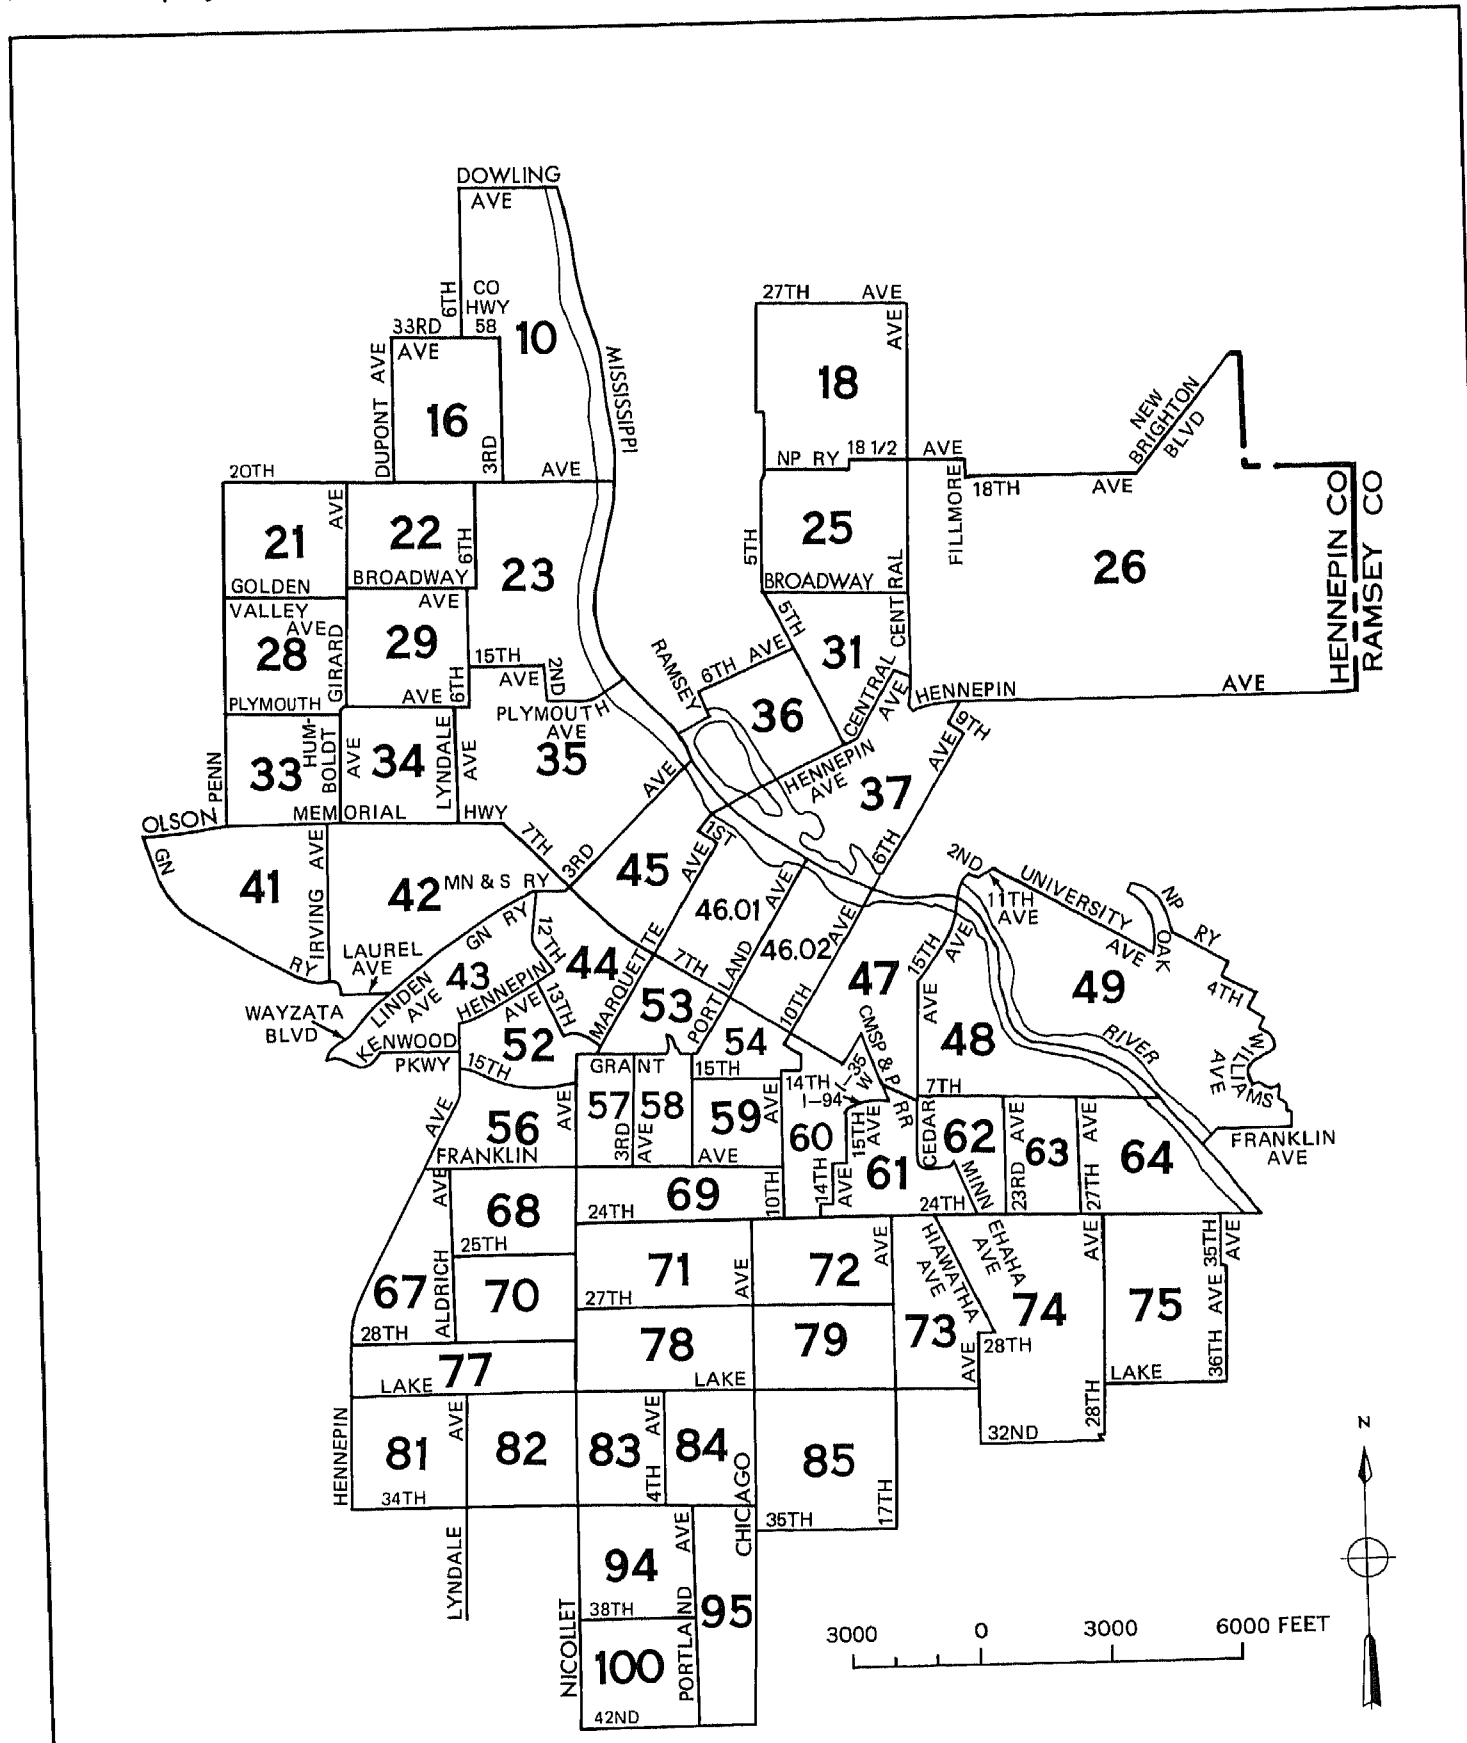 DOWLING
AVE
6TH
CO
HWY
58
10
33RD
AVE
DUPONT AVE
16
3RD
MISSISSIPPI
27TH AVE
AVE
18
NP RY
18 1/2 AVE
NEW
BRIGHTON
BLVD
20TH
AVE
FILLMORE
18TH AVE
HENNEPIN CO
RAMSEY CO
21
AVE
22
6TH
23
5TH
25
CENTRAL
26
GOLDEN
VALLEY
AVE
BROADWAY
AVE
BROADWAY
28
GIRARD
29
15TH
AVE
2ND
6TH
RAMSEY
6TH AVE
5TH
31
CENTRAL
AVE
HENNEPIN AVE
PLYMOUTH
AVE
PLYMOUTH
AVE
36
9TH
33
HUM-
BOLDT
AVE
34
LYNDALE
AVE
35
AVE
HENNEPIN
AVE
37
AVE
PENN
OLSON
MEMORIAL HWY
7TH
3RD
1ST
6TH
GN
RY
41
IRVING AVE
42
MN & S RY
45
AVE
MARQUETTE
46.01
AVE
PORTLAND
46.02
AVE
10TH
2ND
11TH
AVE
UNIVERSITY
AVE
OAK
NP
RY
4TH
GN RY
LAUREL
AVE
43
12TH
HENNEPIN
AVE
13TH
44
7TH
47
15TH
AVE
49
WAYZATA
BLVD
LINDEN
AVE
KENWOOD
PKWY
52
15TH
53
54
CMSP & P RR
I-35
W
48
AVE
RIVER
WILLIAMS
AVE
GRANT
15TH
14TH
I-94
7TH
AVE
56
AVE
57
3RD
58
AVE
59
AVE
60
15TH
AVE
CEDAR
62
AVE
63
AVE
64
FRANKLIN
AVE
FRANKLIN
AVE
14TH
AVE
61
MINNEHAHA
AVE
23RD
27TH
AVE
68
69
10TH
24TH
24TH
25TH
67
ALDRICH
70
71
AVE
72
AVE
HIAWATHA
AVE
74
AVE
75
35TH
AVE
27TH
28TH
73
AVE
28TH
36TH AVE
77
78
79
LAKE
LAKE
LAKE
28TH
32ND
HENNEPIN
81
AVE
82
83
AVE
4TH
84
CHICAGO
85
17TH
34TH
35TH
LYNDALE
94
AVE
38TH
95
NICOLLET
100
PORTLAND
42ND
N
3000 0 3000 6000 FEET